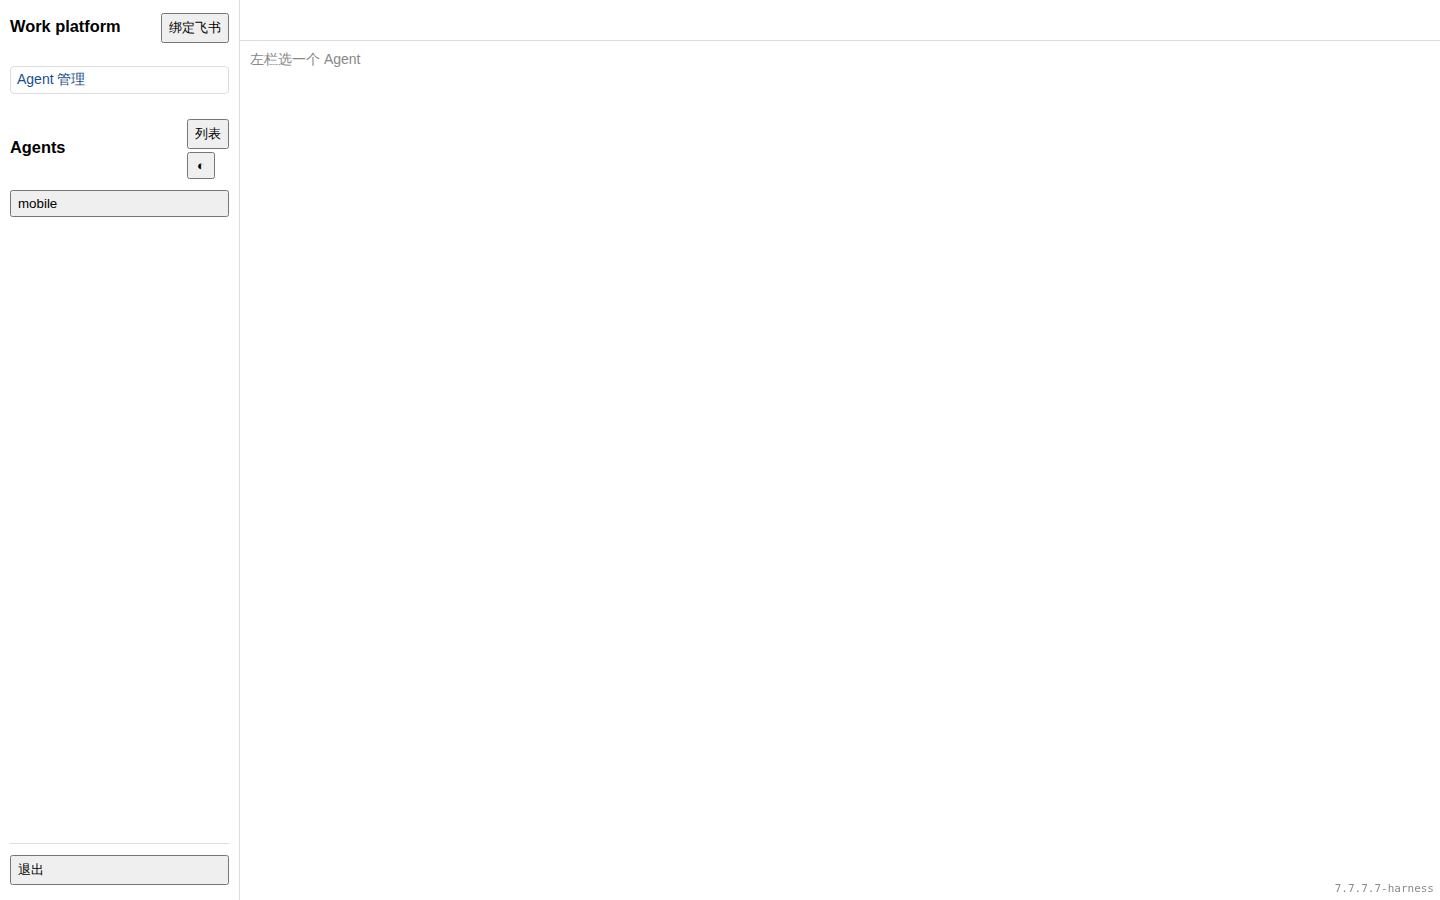 Work platform
绑定飞书
Agent 管理
Agents
列表
mobile
退出
左栏选一个 Agent
7.7.7.7-harness